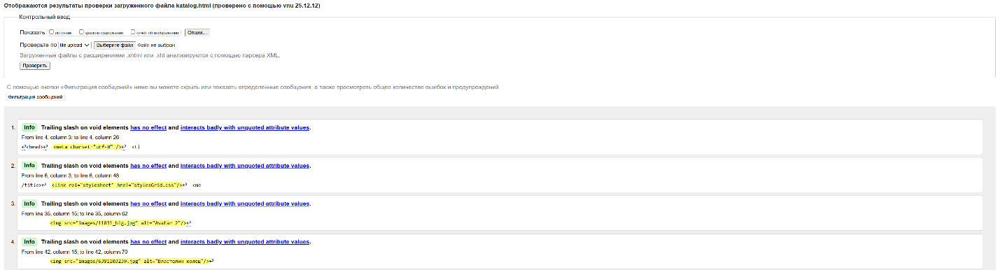 Отображаются результаты проверки загруженного файла katalog.html (проверено с помощью vnu 25.12.12)
Контрольный ввод
Показать источник краткое содержание отчёт об изображении Опции...
Проверьте по file upload Выберите файл Файл не выбран
Загруженные файлы с расширениями .xhtml или .xht анализируются с помощью парсера XML.
Проверить
С помощью кнопки «Фильтрация сообщений» ниже вы можете скрыть или показать определенные сообщения, а также просмотреть общее количество ошибок и предупреждений.
Фильтрация сообщений
1. Info Trailing slash on void elements has no effect and interacts badly with unquoted attribute values.
From line 4, column 3; to line 4, column 26
↩<head>↩ <meta charset="utf-8" />↩ <ti
2. Info Trailing slash on void elements has no effect and interacts badly with unquoted attribute values.
From line 6, column 3; to line 6, column 48
/title>↩ <link rel="stylesheet" href="stylesGrid.css"/>↩ <me
3. Info Trailing slash on void elements has no effect and interacts badly with unquoted attribute values.
From line 35, column 15; to line 35, column 62
<img src="images/11831_big.jpg" alt="Avatar 2"/>↩
4. Info Trailing slash on void elements has no effect and interacts badly with unquoted attribute values.
From line 42, column 15; to line 42, column 70
<img src="images/6391103239.jpg" alt="Властелин колец"/>↩